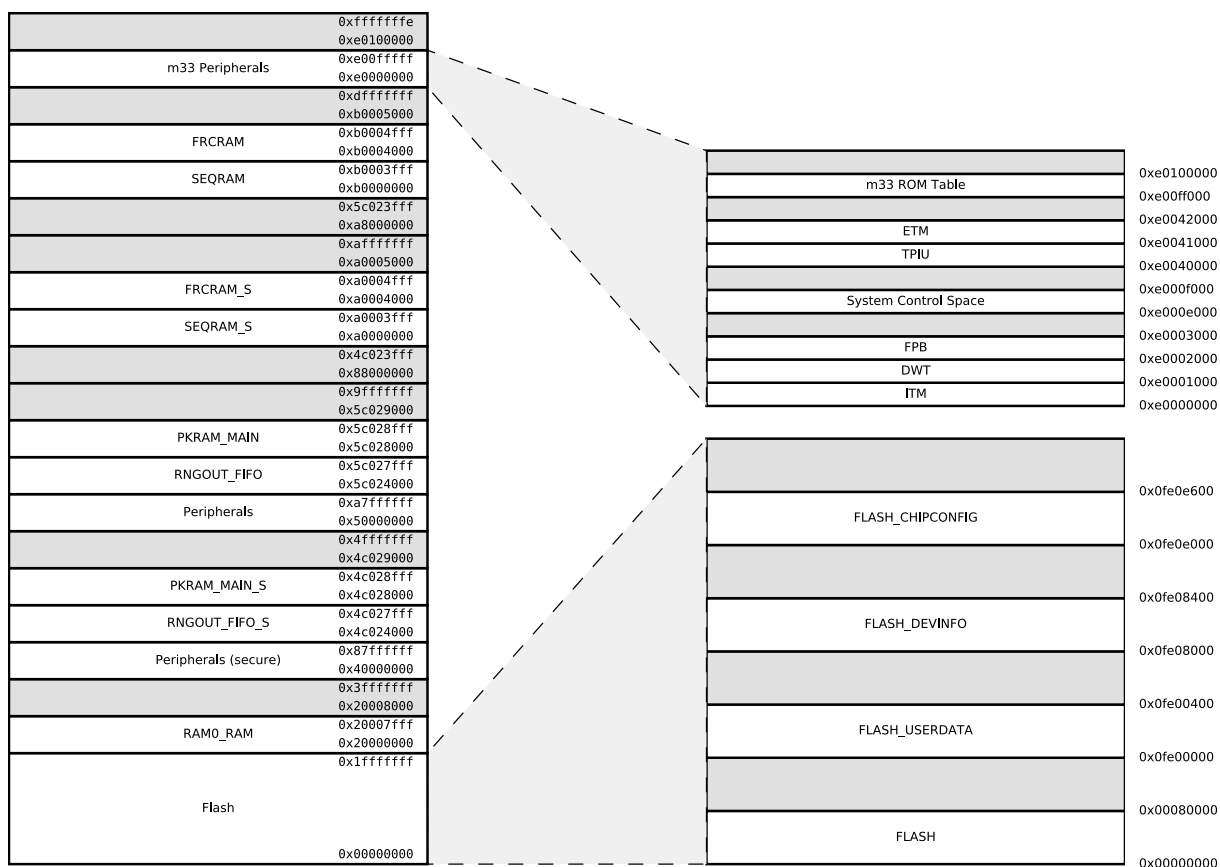 0xfffffffe
0xe0100000
m33 Peripherals
0xe00fffff
0xe0000000
0xdfffffff
0xb0005000
FRCRAM
0xb0004fff
0xb0004000
SEQRAM
0xb0003fff
0xb0000000
0x5c023fff
0xa8000000
0xafffffff
0xa0005000
FRCRAM_S
0xa0004fff
0xa0004000
SEQRAM_S
0xa0003fff
0xa0000000
0x4c023fff
0x88000000
0x9fffffff
0x5c029000
PKRAM_MAIN
0x5c028fff
0x5c028000
RNGOUT_FIFO
0x5c027fff
0x5c024000
Peripherals
0xa7ffffff
0x50000000
0x4fffffff
0x4c029000
PKRAM_MAIN_S
0x4c028fff
0x4c028000
RNGOUT_FIFO_S
0x4c027fff
0x4c024000
Peripherals (secure)
0x87ffffff
0x40000000
0x3fffffff
0x20008000
RAM0_RAM
0x20007fff
0x20000000
0x1fffffff
Flash
0x00000000
0xe0100000
m33 ROM Table
0xe00ff000
0xe0042000
ETM
0xe0041000
TPIU
0xe0040000
0xe000f000
System Control Space
0xe000e000
0xe0003000
FPB
0xe0002000
DWT
0xe0001000
ITM
0xe0000000
0x0fe0e600
FLASH_CHIPCONFIG
0x0fe0e000
0x0fe08400
FLASH_DEVINFO
0x0fe08000
0x0fe00400
FLASH_USERDATA
0x0fe00000
0x00080000
FLASH
0x00000000